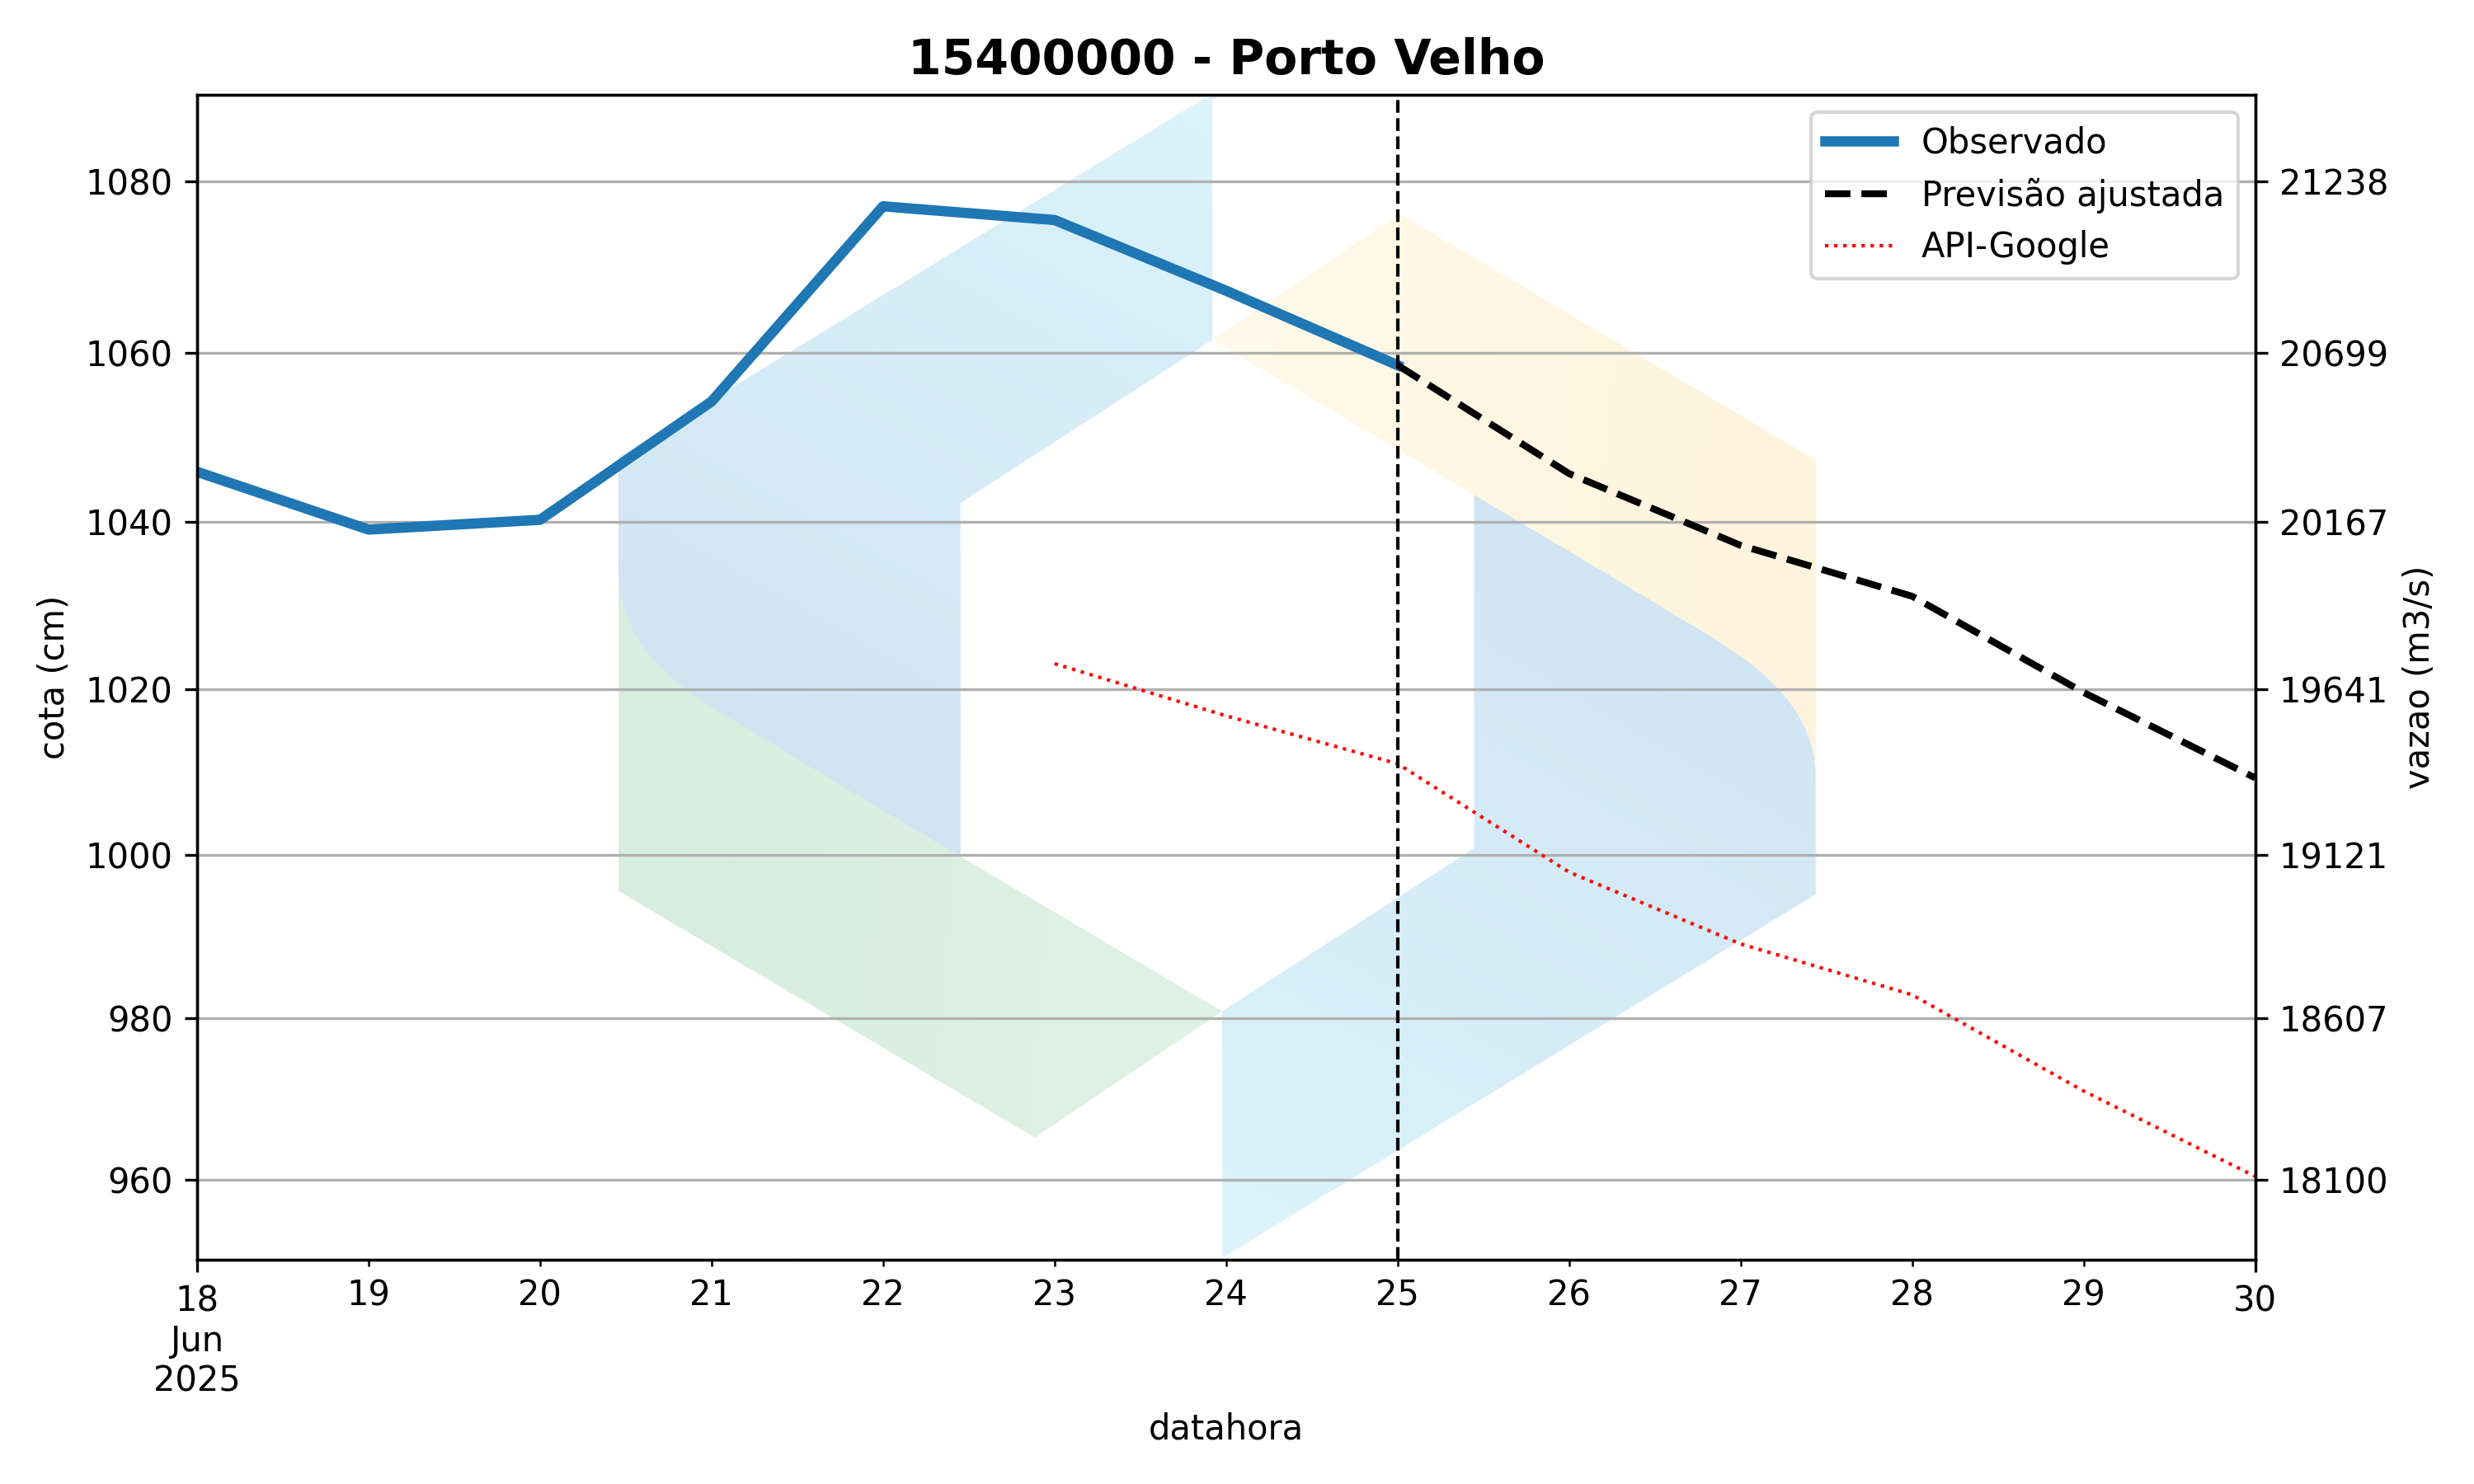 15400000 - Porto Velho
Observado
Previsão ajustada
API-Google
1080
1060
1040
1020
1000
980
960
cota (cm)
21238
20699
20167
19641
19121
18607
18100
vazao (m3/s)
18 19 20 21 22 23 24 25 26 27 28 29 30
Jun
2025
datahora